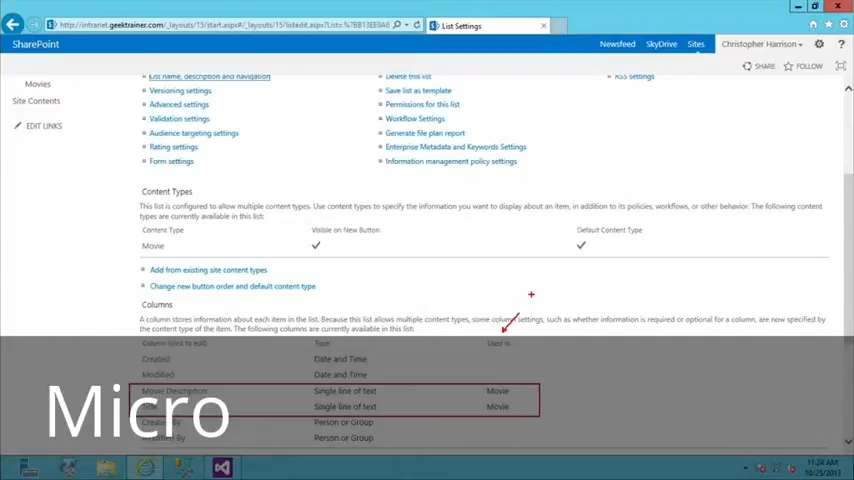 http://intranet.geektrainer.com/_layouts/15/start.aspx#/_layouts/15/listedit.aspx?List=%7BB13EE9A6
List Settings
SharePoint
Newsfeed SkyDrive Sites Christopher Harrison
SHARE FOLLOW
Movies
Site Contents
EDIT LINKS
List name, description and navigation
Versioning settings
Advanced settings
Validation settings
Audience targeting settings
Rating settings
Form settings
Delete this list
Save list as template
Permissions for this list
Workflow Settings
Generate file plan report
Enterprise Metadata and Keywords Settings
Information management policy settings
RSS settings
Content Types
This list is configured to allow multiple content types. Use content types to specify the information you want to display about an item, in addition to its policies, workflows, or other behavior. The following
content types are currently available in this list:
Content Type Visible on New Button Default Content Type
Movie
Add from existing site content types
Change new button order and default content type
Columns
A column stores information about each item in the list. Because this list allows multiple content types, some column settings, such as whether information is required or optional for a column, are now specified by
the content type of the item. The following columns are currently available in this list:
Column (click to edit) Type Used in
Created Date and Time
Modified Date and Time
Movie Description Single line of text Movie
Title Single line of text Movie
Created By Person or Group
Modified By Person or Group
Micro
11:24 AM
10/25/2013